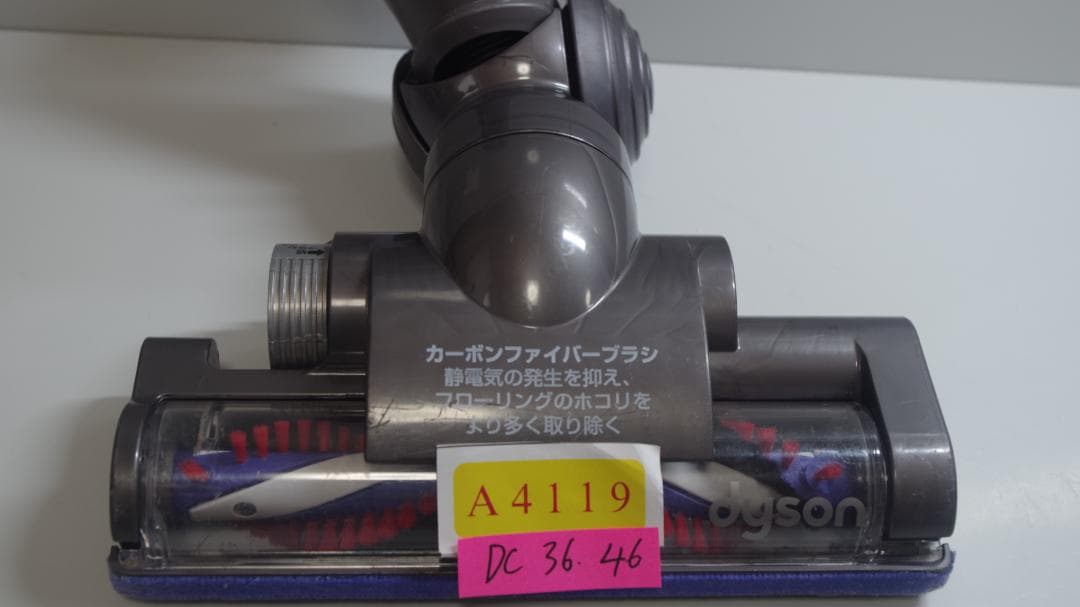 カーボンファイバーブラシ
静電気の発生を抑え、
フローリングのホコリを
より多く取り除く
A4119
dyson
DC 36.46